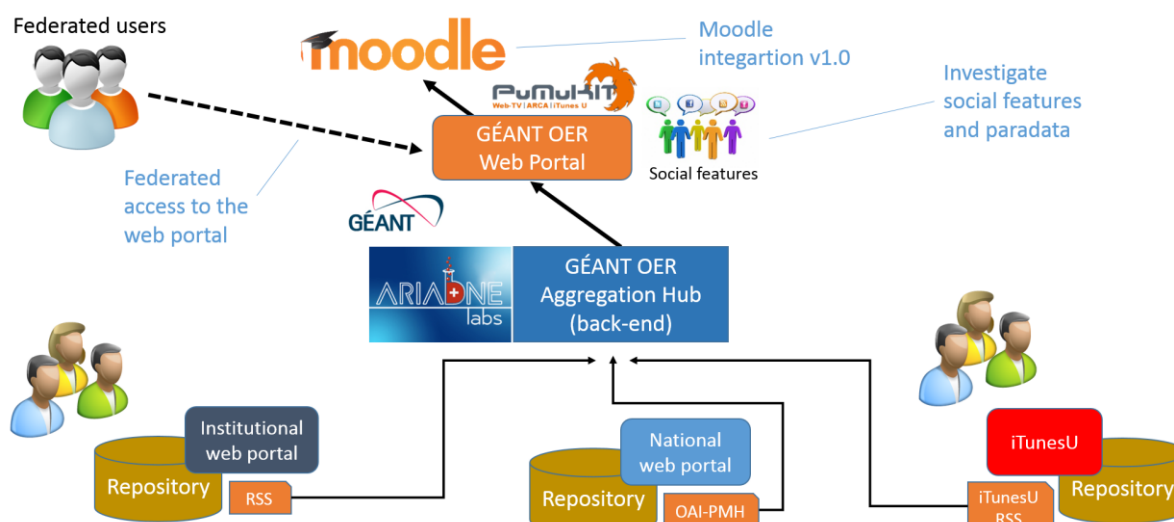 Federated users
moodle
Moodle
integartion v1.0
PuMuKIT
Web-TV | ARCA | iTunes U
Investigate
social features
and paradata
GÉANT OER
Web Portal
Social features
Federated
access to the
web portal
GÉANT
ARIADNE
labs
GÉANT OER
Aggregation Hub
(back-end)
Institutional
web portal
Repository
RSS
National
web portal
Repository
OAI-PMH
iTunesU
Repository
iTunesU
RSS